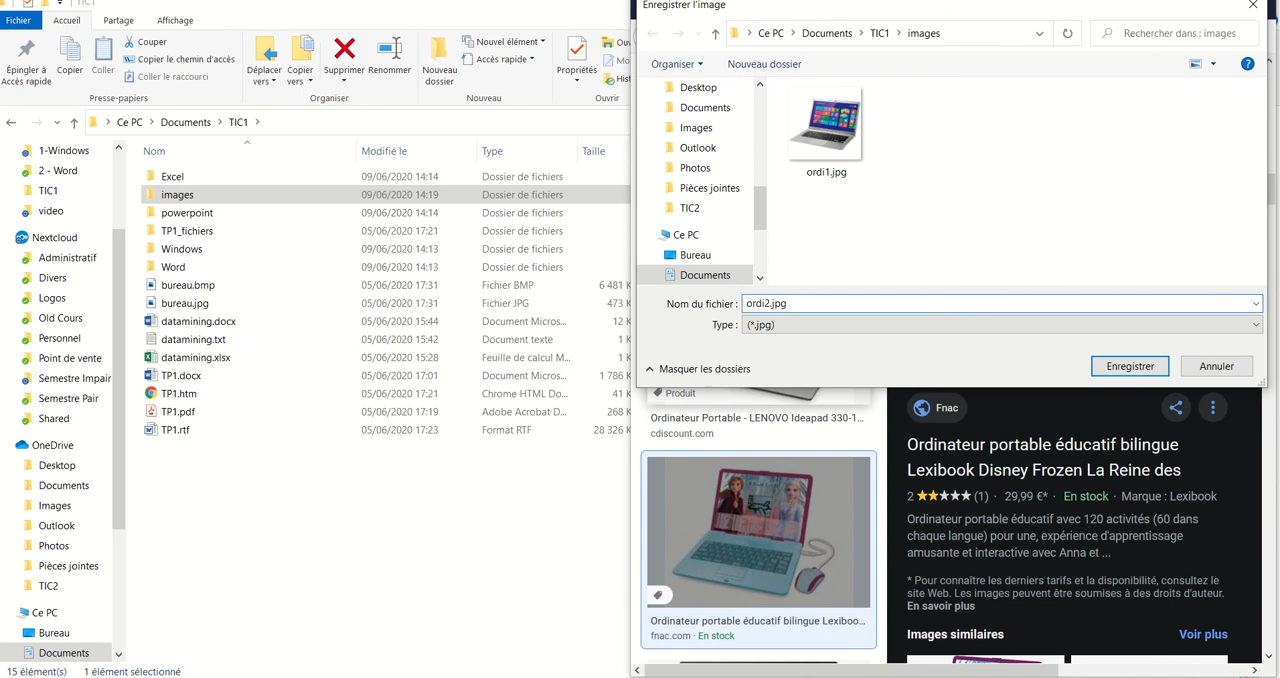 TIC1
Fichier
Accueil
Partage
Affichage
Épingler à
Accès rapide
Copier
Coller
Couper
Copier le chemin d'accès
Coller le raccourci
Presse-papiers
Déplacer
vers
Copier
vers
Supprimer
Renommer
Organiser
Nouveau
dossier
Nouvel élément
Accès rapide
Nouveau
Propriétés
Ouv
Mo
Hist
Ouvrir
Ce PC
Documents
TIC1
1-Windows
2 - Word
TIC1
video
Nextcloud
Administratif
Divers
Logos
Old Cours
Personnel
Point de vente
Semestre Impair
Semestre Pair
Shared
OneDrive
Desktop
Documents
Images
Outlook
Photos
Pièces jointes
TIC2
Ce PC
Bureau
Documents
Nom Modifié le Type Taille
Excel 09/06/2020 14:14 Dossier de fichiers
images 09/06/2020 14:19 Dossier de fichiers
powerpoint 09/06/2020 14:14 Dossier de fichiers
TP1_fichiers 05/06/2020 17:21 Dossier de fichiers
Windows 09/06/2020 14:13 Dossier de fichiers
Word 09/06/2020 14:13 Dossier de fichiers
bureau.bmp 05/06/2020 17:31 Fichier BMP 6 481 K
bureau.jpg 05/06/2020 17:31 Fichier JPG 473 K
datamining.docx 05/06/2020 15:44 Document Micros... 12 K
datamining.txt 05/06/2020 15:42 Document texte 1 K
datamining.xlsx 05/06/2020 15:28 Feuille de calcul M... 1 K
TP1.docx 05/06/2020 17:01 Document Micros... 1 786 K
TP1.htm 05/06/2020 17:23 Chrome HTML Do... 41 K
TP1.pdf 05/06/2020 17:19 Adobe Acrobat D... 268 K
TP1.rtf 05/06/2020 17:23 Format RTF 28 326 K
15 élément(s) 1 élément sélectionné
Enregistrer l'image
Ce PC
Documents
TIC1
images
Rechercher dans : images
Organiser
Nouveau dossier
?
Desktop
Documents
Images
Outlook
Photos
Pièces jointes
TIC2
Ce PC
Bureau
Documents
ordi1.jpg
Nom du fichier : ordi2.jpg
Type : (*.jpg)
Masquer les dossiers
Enregistrer
Annuler
Produit
Ordinateur Portable - LENOVO Ideapad 330-1...
cdiscount.com
Ordinateur portable éducatif bilingue Lexiboo...
fnac.com · En stock
Fnac
Ordinateur portable éducatif bilingue
Lexibook Disney Frozen La Reine des
2 ★★★★★ (1) · 29,99 €* · En stock · Marque : Lexibook
Ordinateur portable éducatif avec 120 activités (60 dans
chaque langue) pour une, expérience d'apprentissage
amusante et interactive avec Anna et ...
* Pour connaître les derniers tarifs et la disponibilité, consultez le
site Web. Les images peuvent être soumises à des droits d'auteur.
En savoir plus
Images similaires
Voir plus